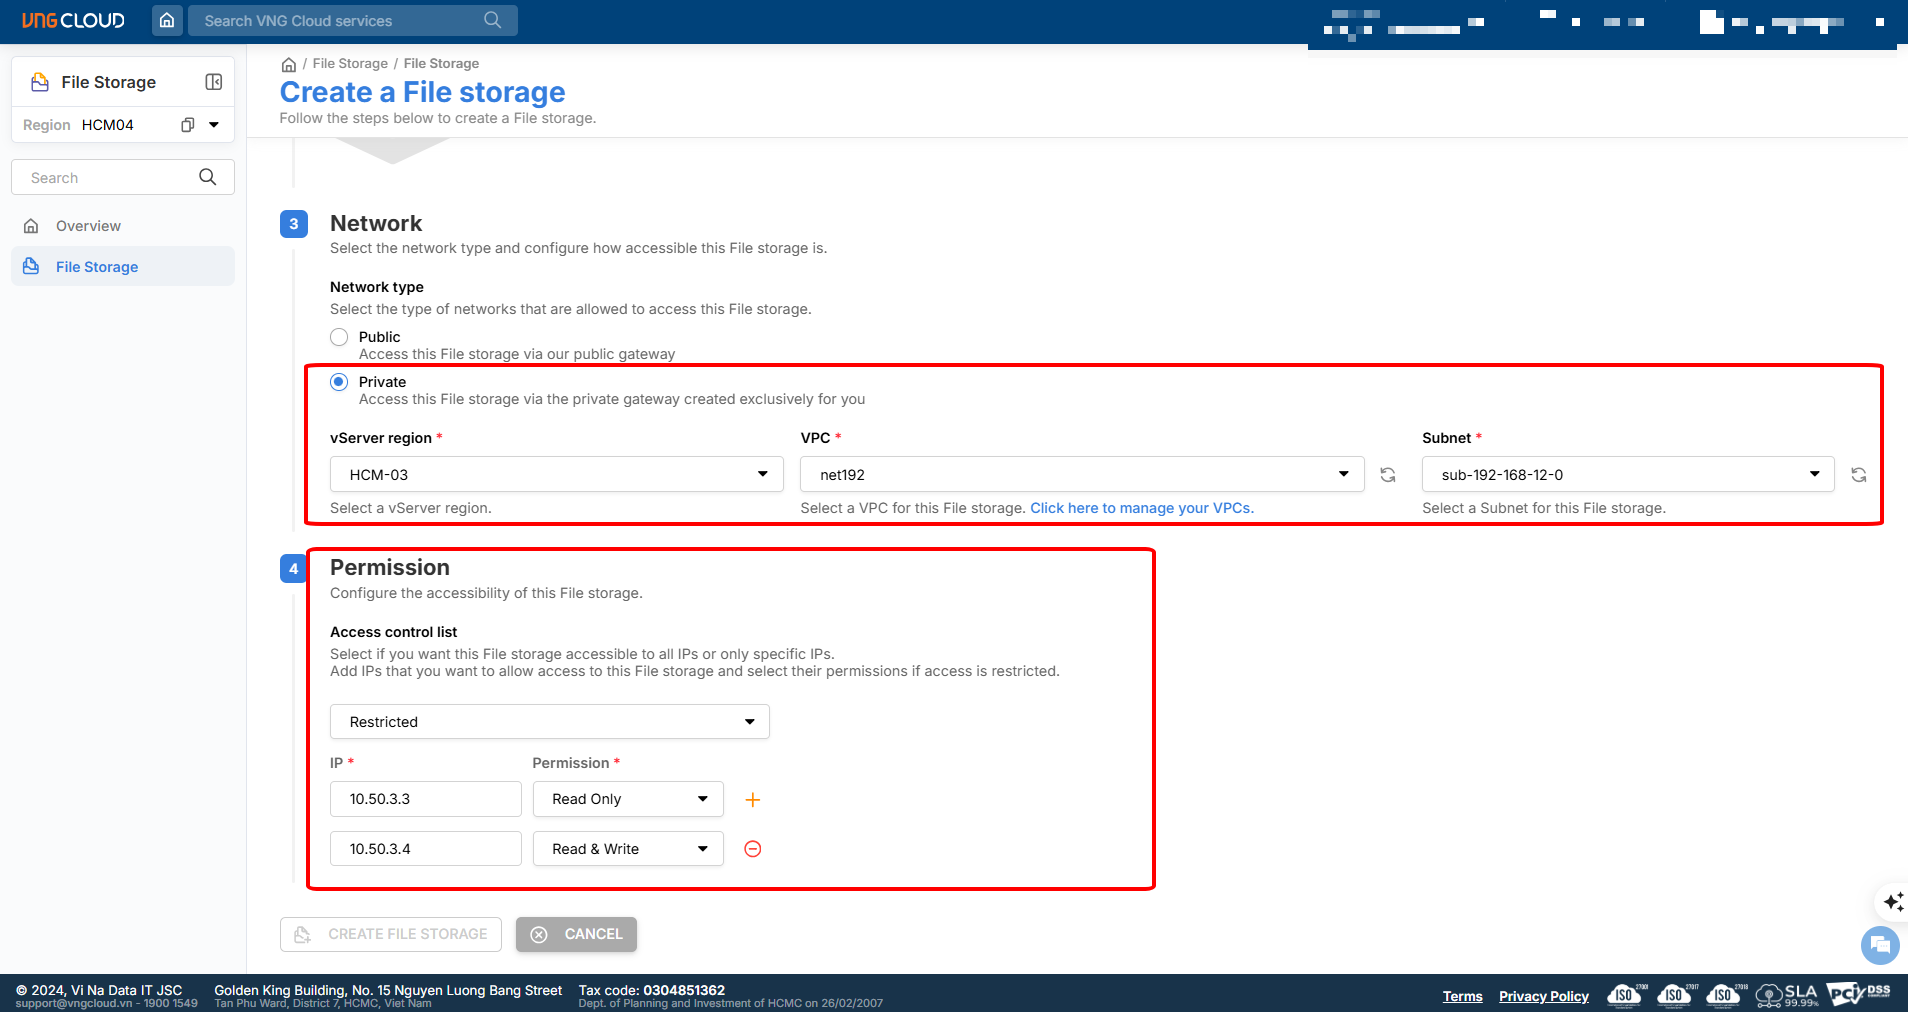 VNG CLOUD
Search VNG Cloud services
File Storage
Region HCM04
Search
Overview
File Storage
/ File Storage / File Storage
Create a File storage
Follow the steps below to create a File storage.
3 Network
Select the network type and configure how accessible this File storage is.
Network type
Select the type of networks that are allowed to access this File storage.
Public
Access this File storage via our public gateway
Private
Access this File storage via the private gateway created exclusively for you
vServer region * VPC * Subnet *
HCM-03 net192 sub-192-168-12-0
Select a vServer region. Select a VPC for this File storage. Click here to manage your VPCs. Select a Subnet for this File storage.
4 Permission
Configure the accessibility of this File storage.
Access control list
Select if you want this File storage accessible to all IPs or only specific IPs.
Add IPs that you want to allow access to this File storage and select their permissions if access is restricted.
Restricted
IP * Permission *
10.50.3.3 Read Only
10.50.3.4 Read & Write
CREATE FILE STORAGE CANCEL
© 2024, Vi Na Data IT JSC Golden King Building, No. 15 Nguyen Luong Bang Street Tax code: 0304851362
support@vngcloud.vn - 1900 1549 Tan Phu Ward, District 7, HCMC, Viet Nam Dept. of Planning and Investment of HCMC on 26/02/2007
Terms Privacy Policy ISO 27001 ISO 27017 ISO 27018 SLA 99.99% PCI DSS COMPLIANT